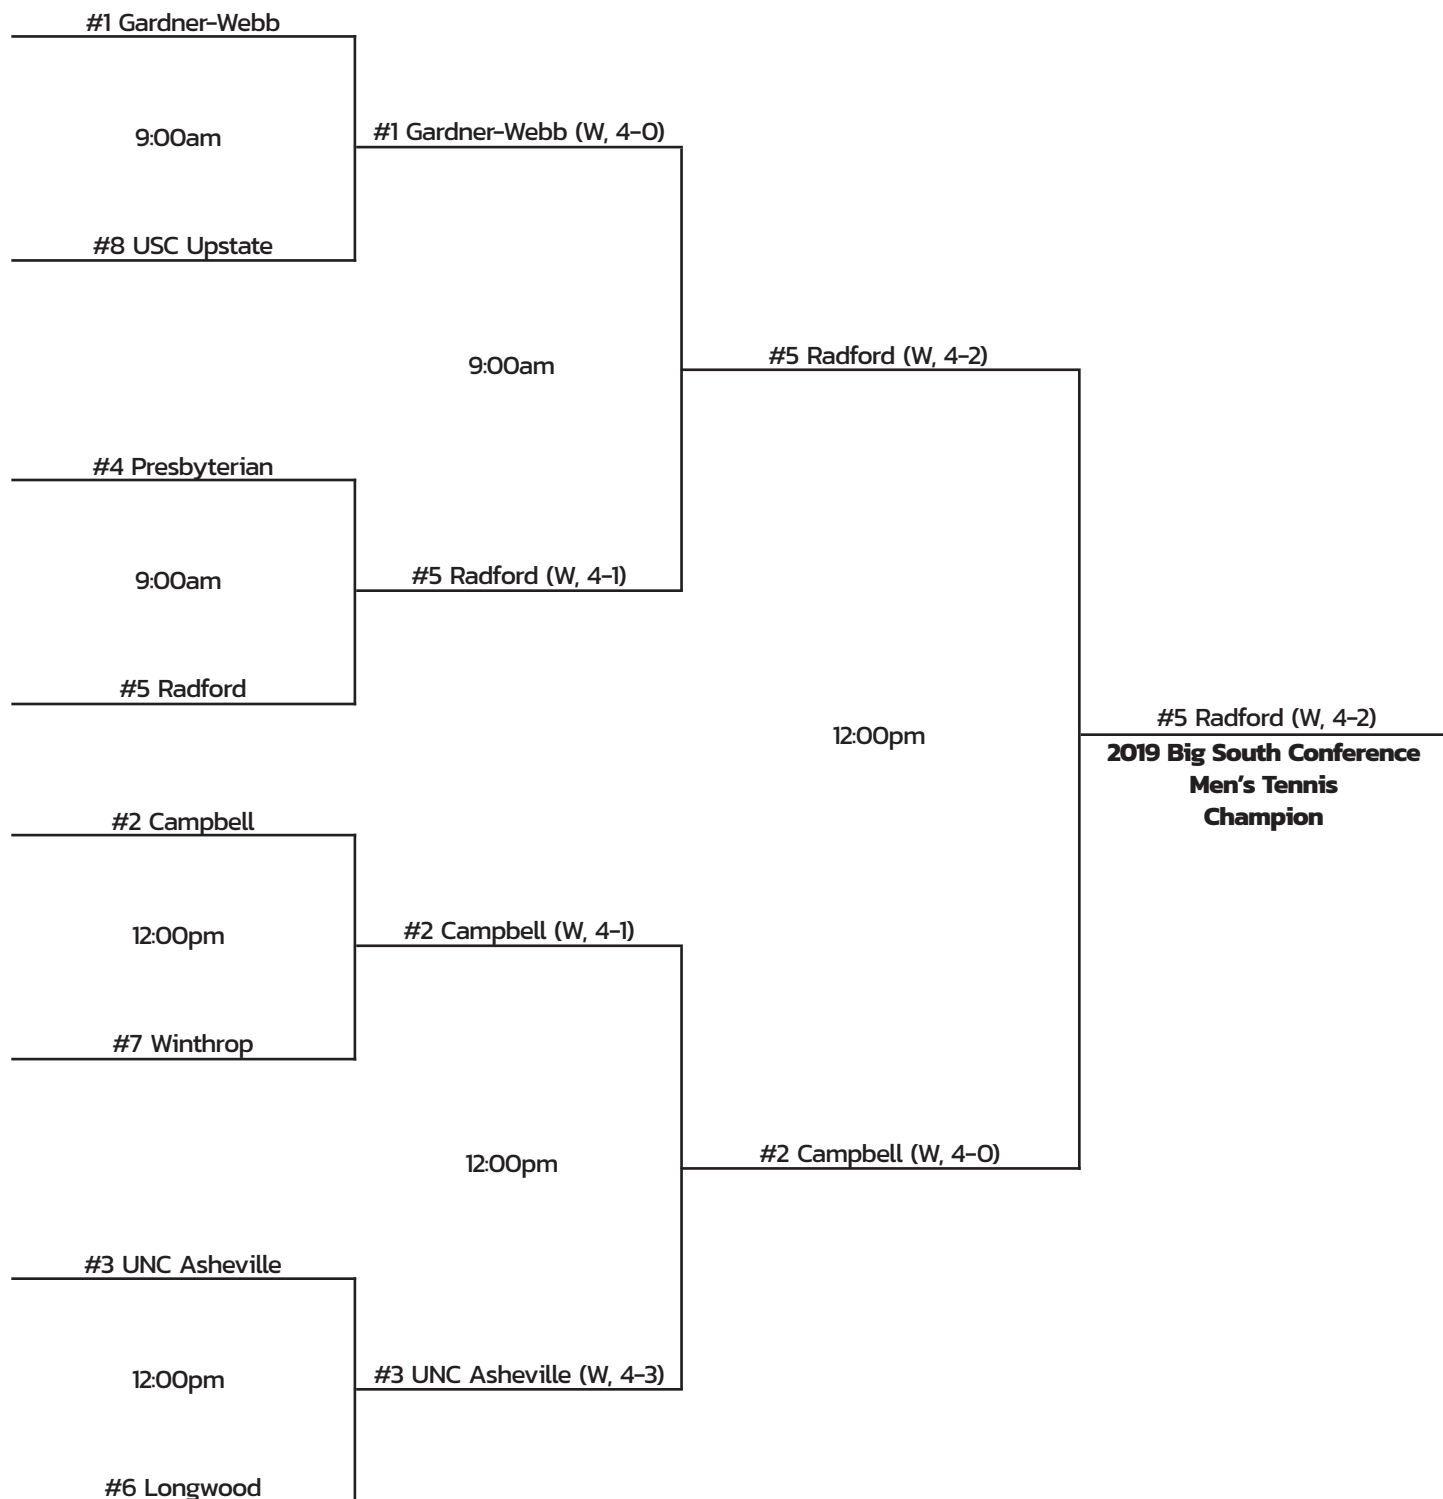 #1 Gardner-Webb
9:00am
#1 Gardner-Webb (W, 4-0)
#8 USC Upstate
9:00am
#5 Radford (W, 4-2)
#4 Presbyterian
9:00am
#5 Radford (W, 4-1)
#5 Radford
12:00pm
#5 Radford (W, 4-2)
2019 Big South Conference
Men's Tennis
Champion
#2 Campbell
12:00pm
#2 Campbell (W, 4-1)
#7 Winthrop
12:00pm
#2 Campbell (W, 4-0)
#3 UNC Asheville
12:00pm
#3 UNC Asheville (W, 4-3)
#6 Longwood